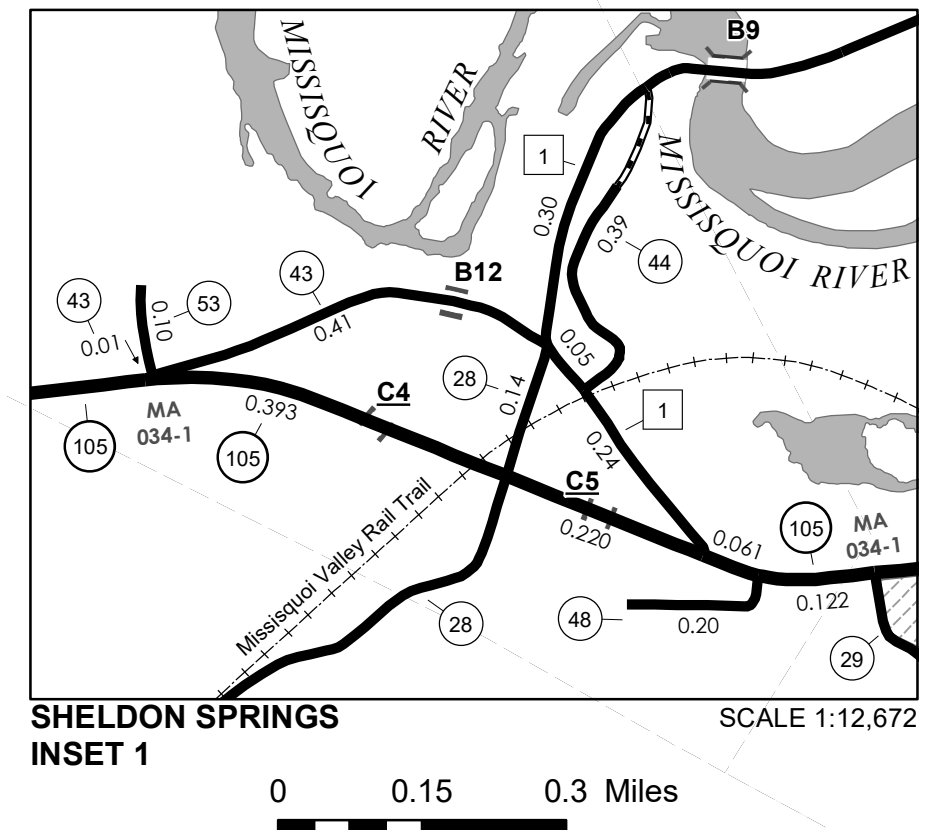 B9
MISSISQUOI
RIVER
MISSISQUOI RIVER
1
0.30
0.39
44
43
B12
43
53
0.10
0.01
0.41
0.05
28
0.14
C4
1
0.393
MA
034-1
105
105
0.24
C5
0.220
0.061
105
MA
034-1
Missisquoi Valley Rail Trail
28
48
0.20
0.122
29
SHELDON SPRINGS
INSET 1
SCALE 1:12,672
0 0.15 0.3 Miles